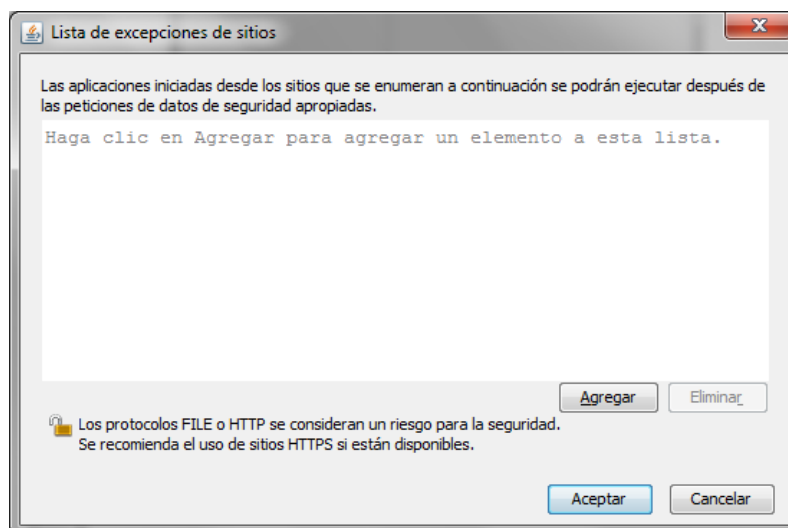 Lista de excepciones de sitios
Las aplicaciones iniciadas desde los sitios que se enumeran a continuación se podrán ejecutar después de
las peticiones de datos de seguridad apropiadas.
Haga clic en Agregar para agregar un elemento a esta lista.
Agregar Eliminar
Los protocolos FILE o HTTP se consideran un riesgo para la seguridad.
Se recomienda el uso de sitios HTTPS si están disponibles.
Aceptar Cancelar